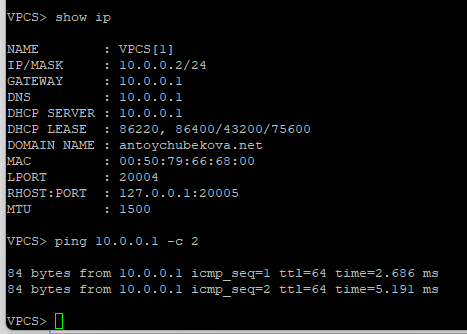 VPCS> show ip
NAME        : VPCS[1]
IP/MASK     : 10.0.0.2/24
GATEWAY     : 10.0.0.1
DNS         : 10.0.0.1
DHCP SERVER : 10.0.0.1
DHCP LEASE  : 86220, 86400/43200/75600
DOMAIN NAME : antoychubekova.net
MAC         : 00:50:79:66:68:00
LPORT       : 20004
RHOST:PORT  : 127.0.0.1:20005
MTU         : 1500
VPCS> ping 10.0.0.1 -c 2
84 bytes from 10.0.0.1 icmp_seq=1 ttl=64 time=2.686 ms
84 bytes from 10.0.0.1 icmp_seq=2 ttl=64 time=5.191 ms
VPCS>